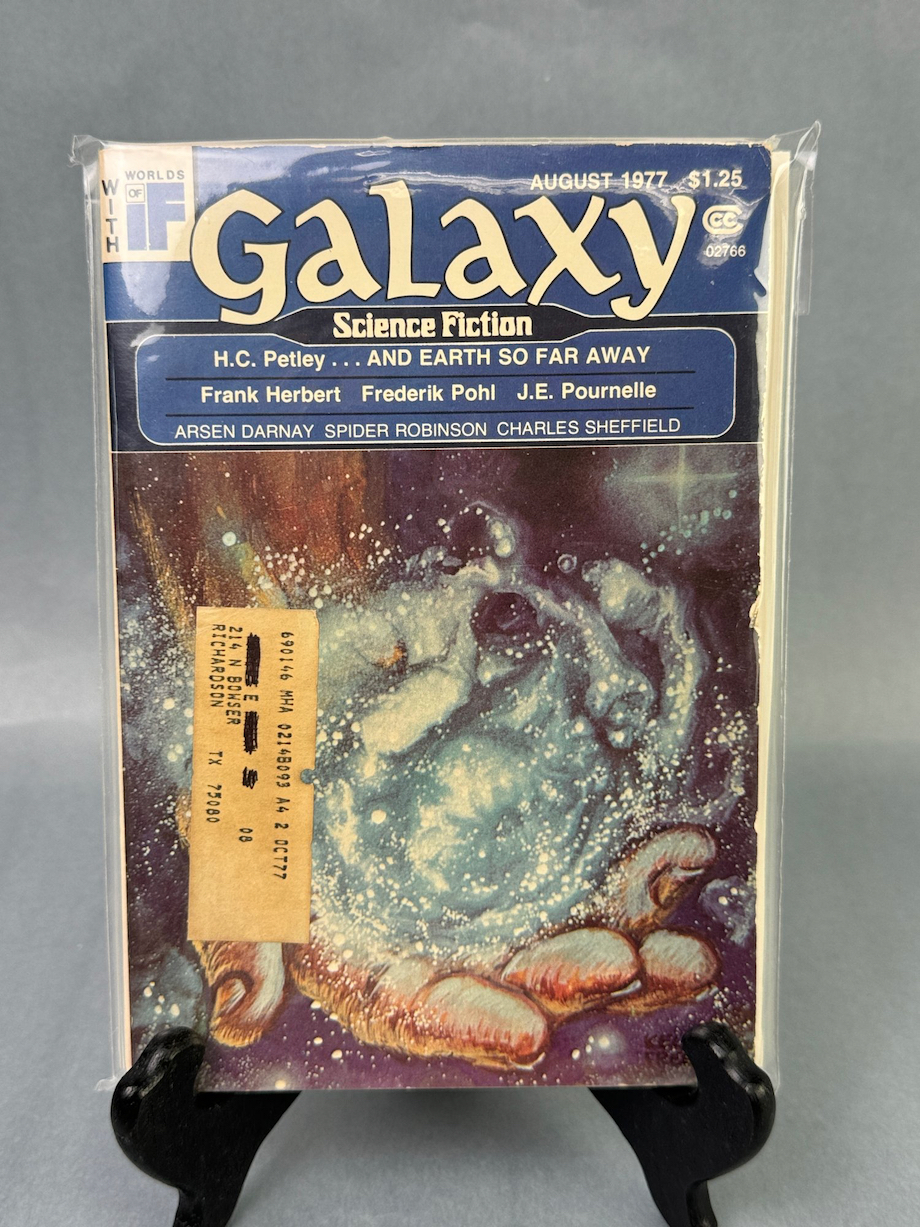 WITH
WORLDS
OF
IF
AUGUST 1977 $1.25
Galaxy
CC
02766
Science Fiction
H.C. Petley . . . AND EARTH SO FAR AWAY
Frank Herbert Frederik Pohl J.E. Pournelle
ARSEN DARNAY SPIDER ROBINSON CHARLES SHEFFIELD
690146 MHA 0214B093 A4 2 OCT77
E 08
214 N BOWSER
RICHARDSON TX 75080